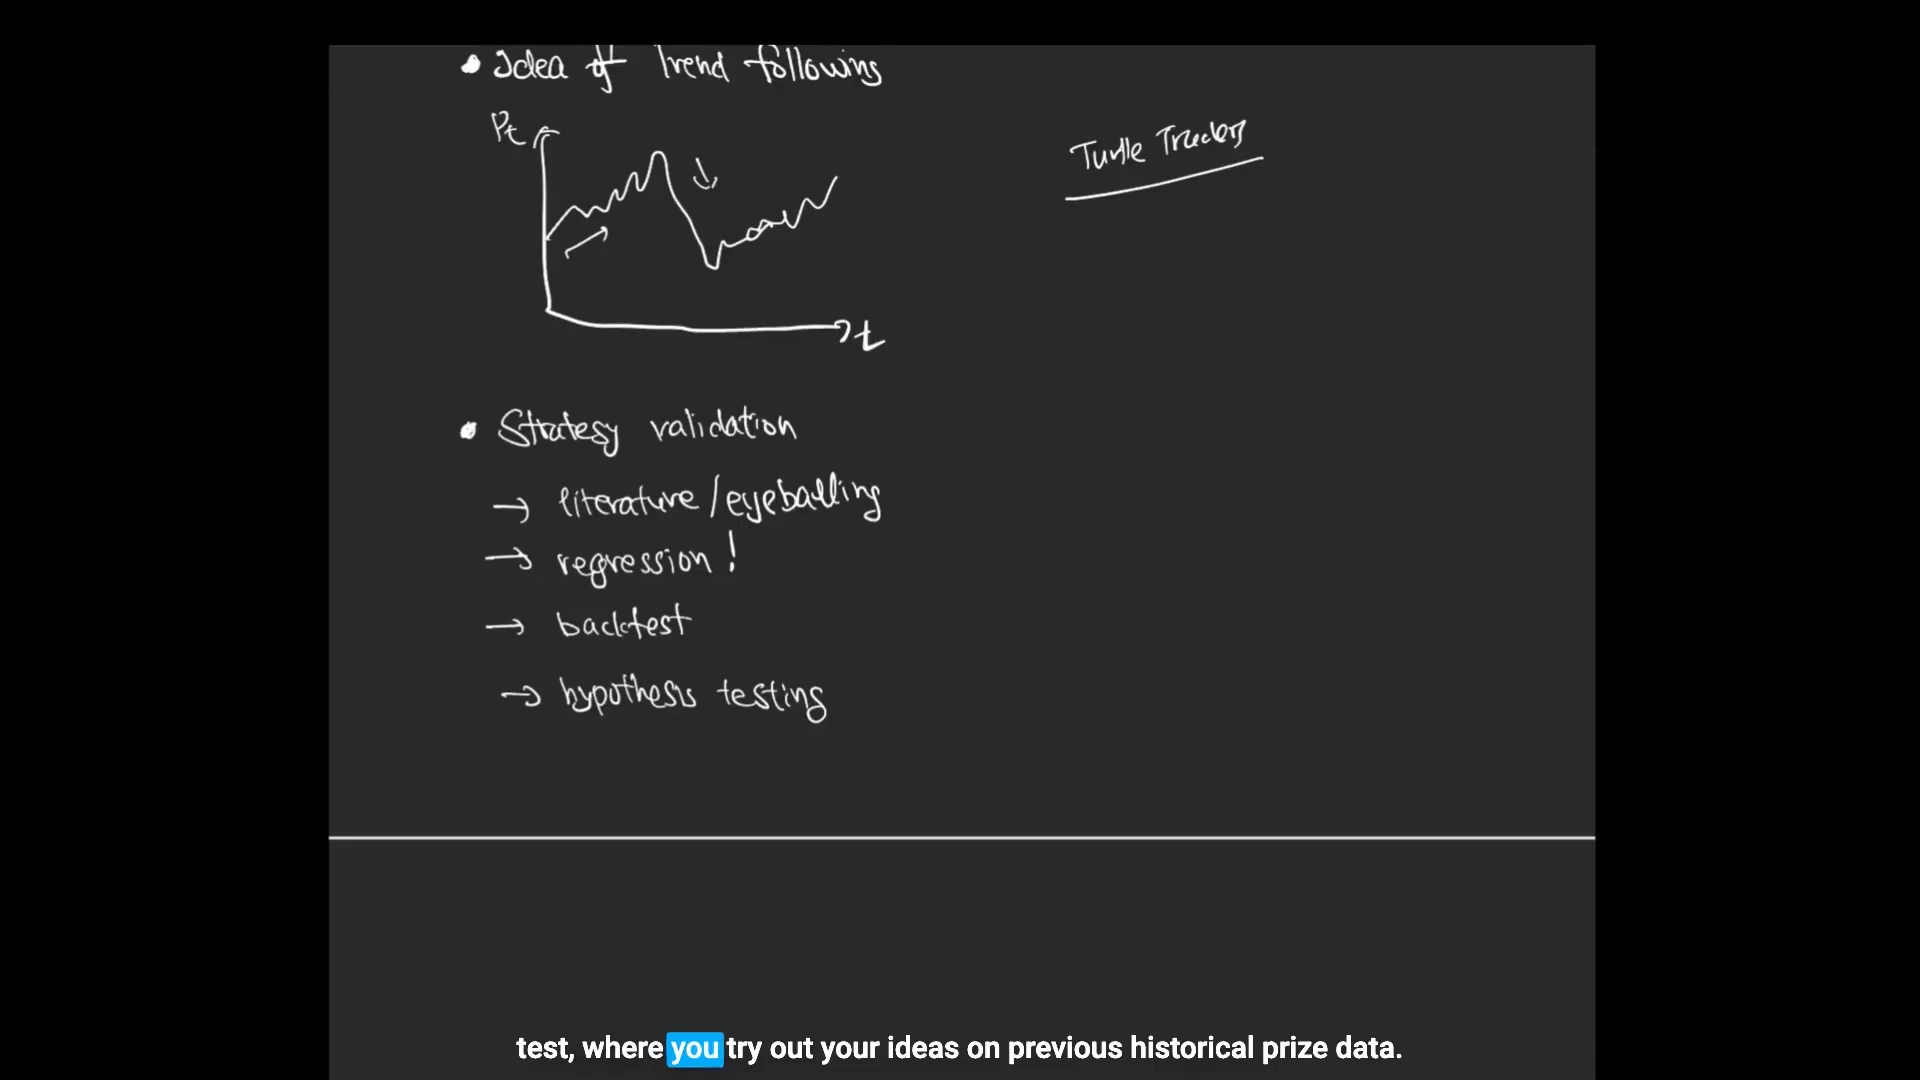 • Idea of Trend following
Pt
Turtle Traders
t
• Strategy validation
→ literature/eyeballing
→ regression!
→ backtest
→ hypothesis testing
test, where you try out your ideas on previous historical prize data.